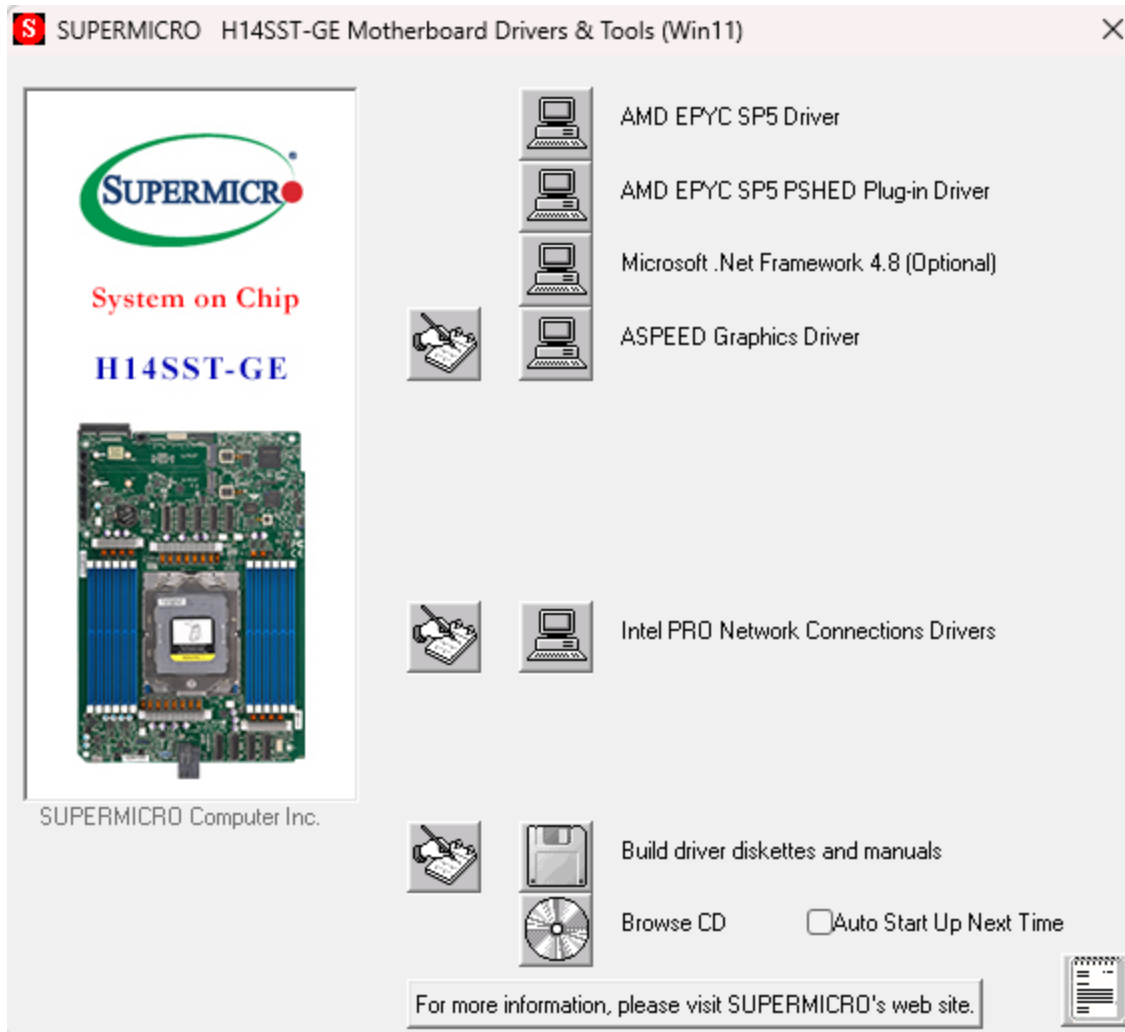 SUPERMICRO H14SST-GE Motherboard Drivers & Tools (Win11)
SUPERMICRO
System on Chip
H14SST-GE
SUPERMICRO Computer Inc.
AMD EPYC SP5 Driver
AMD EPYC SP5 PSHED Plug-in Driver
Microsoft .Net Framework 4.8 (Optional)
ASPEED Graphics Driver
Intel PRO Network Connections Drivers
Build driver diskettes and manuals
Browse CD
Auto Start Up Next Time
For more information, please visit SUPERMICRO's web site.